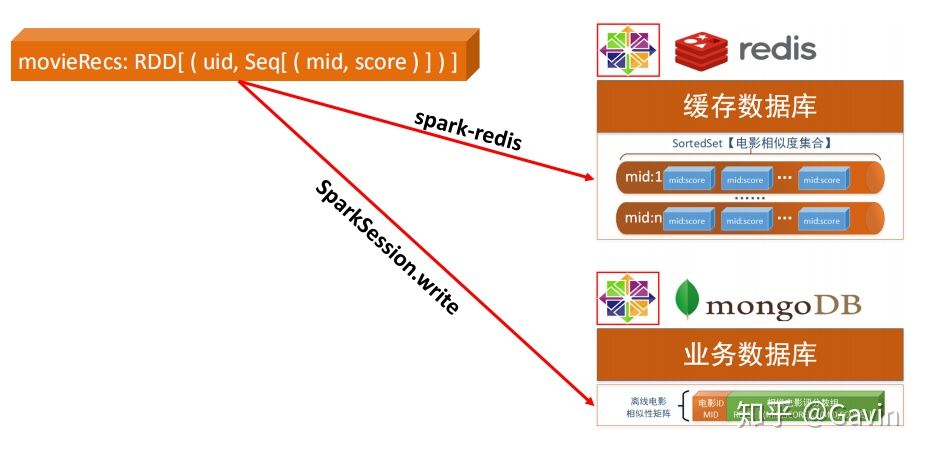 movieRecs: RDD[ ( uid, Seq[ ( mid, score ) ] ) ]
spark-redis
SparkSession.write
redis
缓存数据库
SortedSet【电影相似度集合】
mid:1 mid:score mid:score ... mid:score
......
mid:n mid:score mid:score ... mid:score
mongoDB
业务数据库
离线电影
相似性矩阵
电影ID
MID
相似电影评分数组
知乎 @Gavin